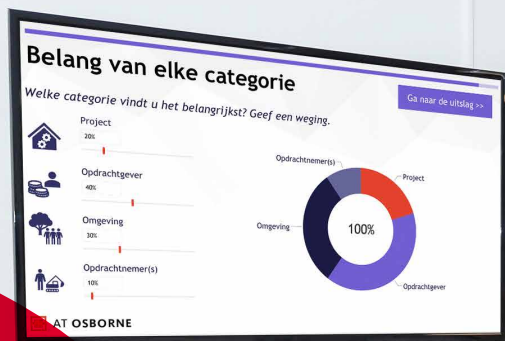 Belang van elke categorie
Ga naar de uitslag >>
Welke categorie vindt u het belangrijkst? Geef een weging.
Project
20%
Opdrachtgever
40%
Omgeving
30%
Opdrachtnemer(s)
10%
Opdrachtnemer(s)
Project
Omgeving
100%
Opdrachtgever
AT OSBORNE